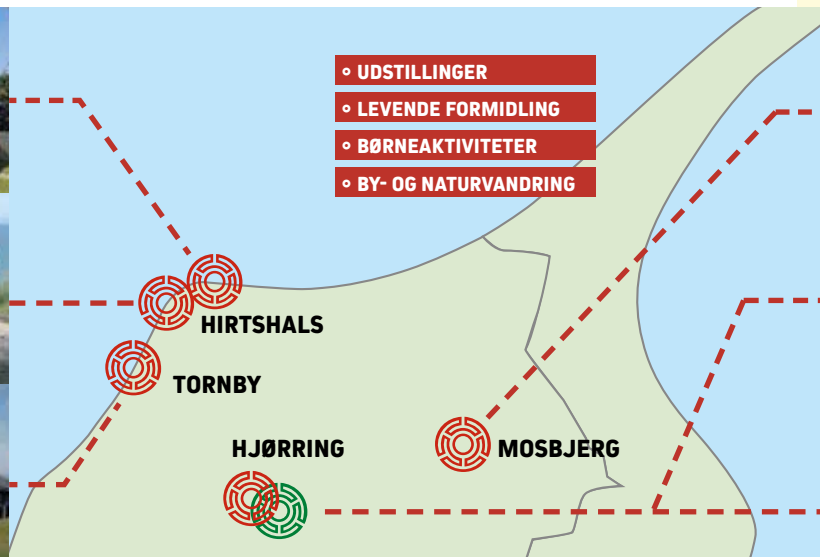 ° UDSTILLINGER
° LEVENDE FORMIDLING
° BØRNEAKTIVITETER
° BY- OG NATURVANDRING
HIRTSHALS
TORNBY
HJØRRING
MOSBJERG